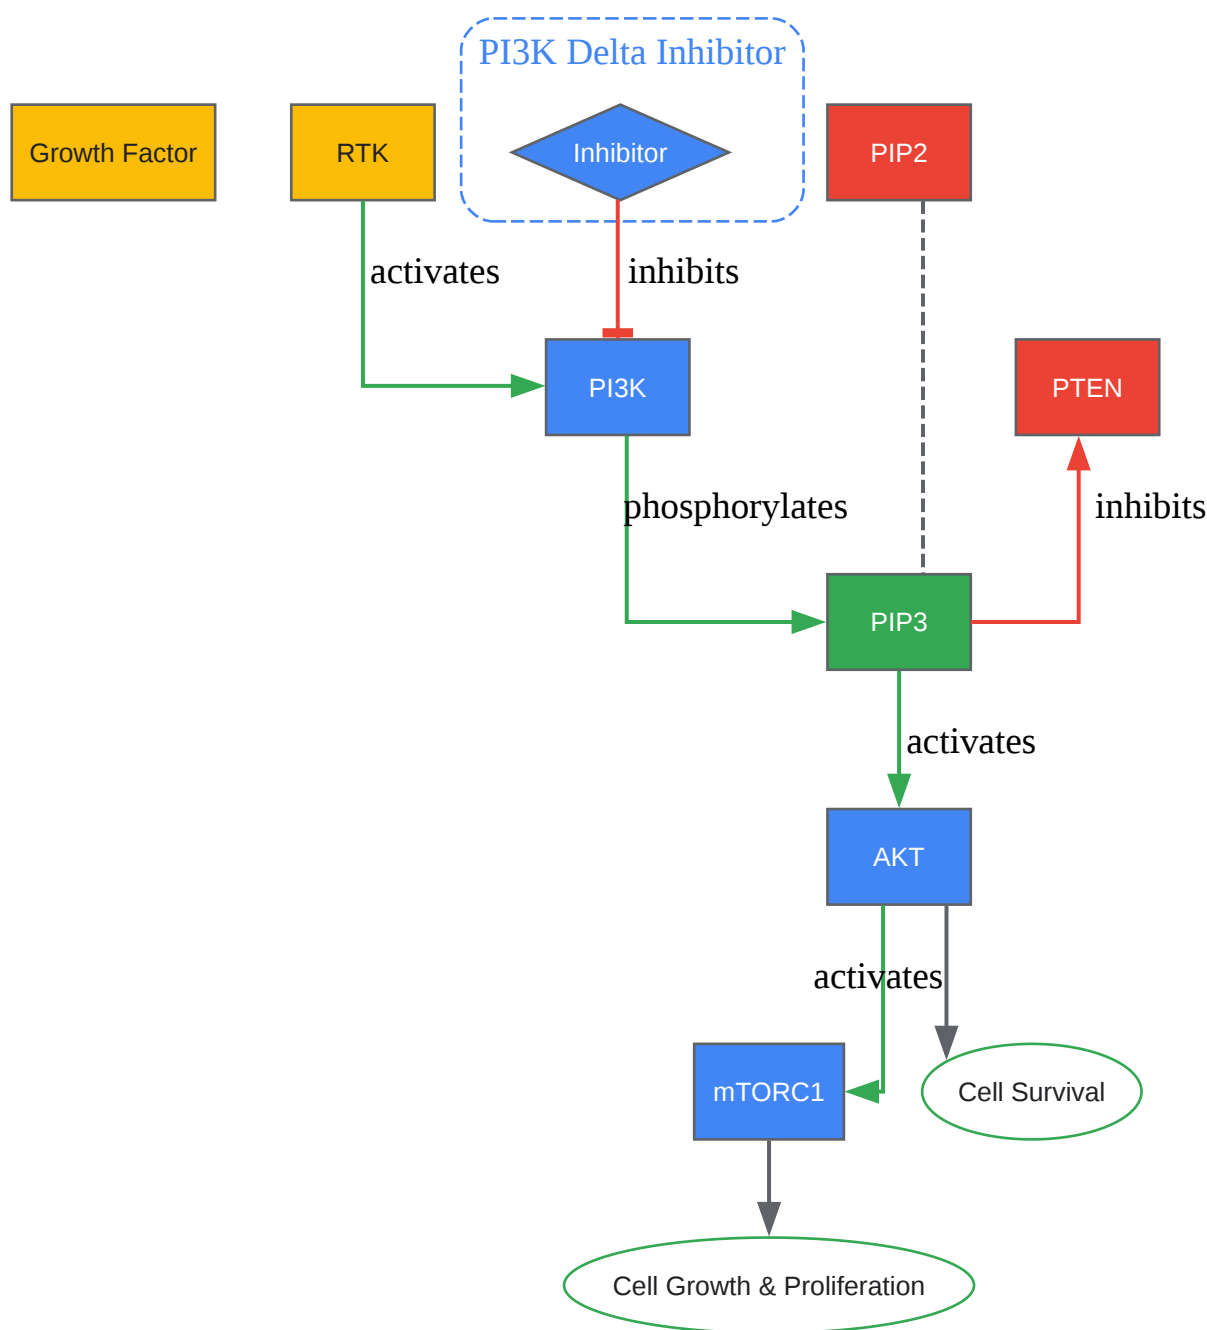 PI3K Delta Inhibitor
Growth Factor
RTK
Inhibitor
PIP2
activates
inhibits
PI3K
PTEN
phosphorylates
inhibits
PIP3
activates
AKT
activates
mTORC1
Cell Survival
Cell Growth & Proliferation